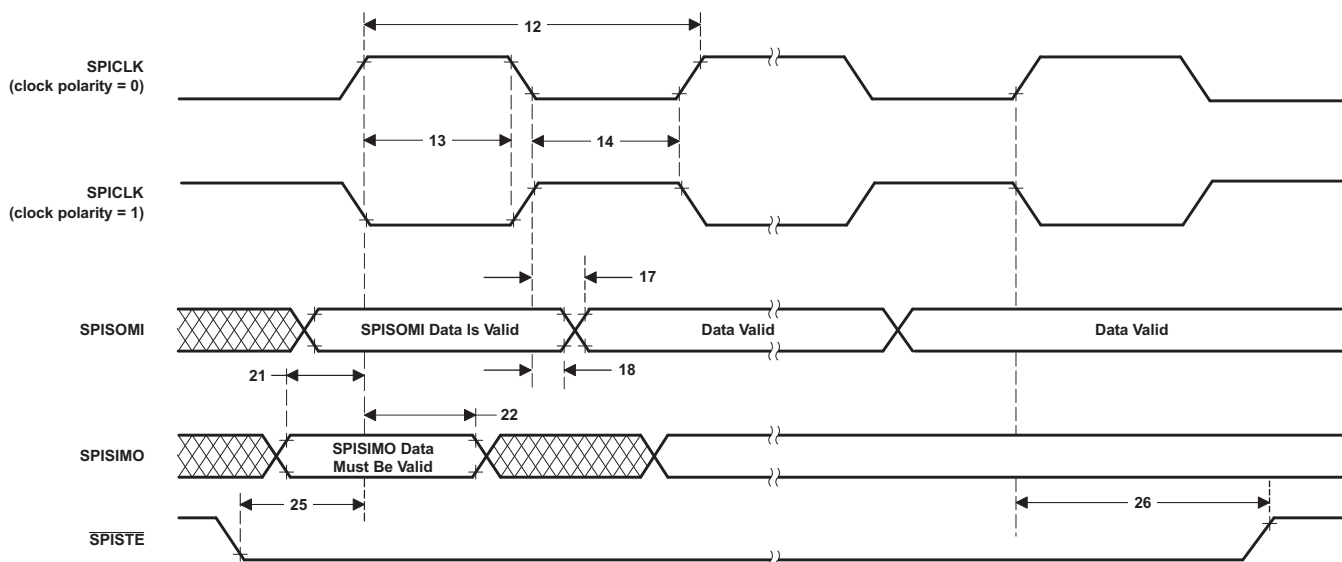 12
SPICLK
(clock polarity = 0)
13
14
SPICLK
(clock polarity = 1)
17
SPISOMI
SPISOMI Data Is Valid
Data Valid
Data Valid
21
18
22
SPISIMO
SPISIMO Data
Must Be Valid
25
26
SPISTE